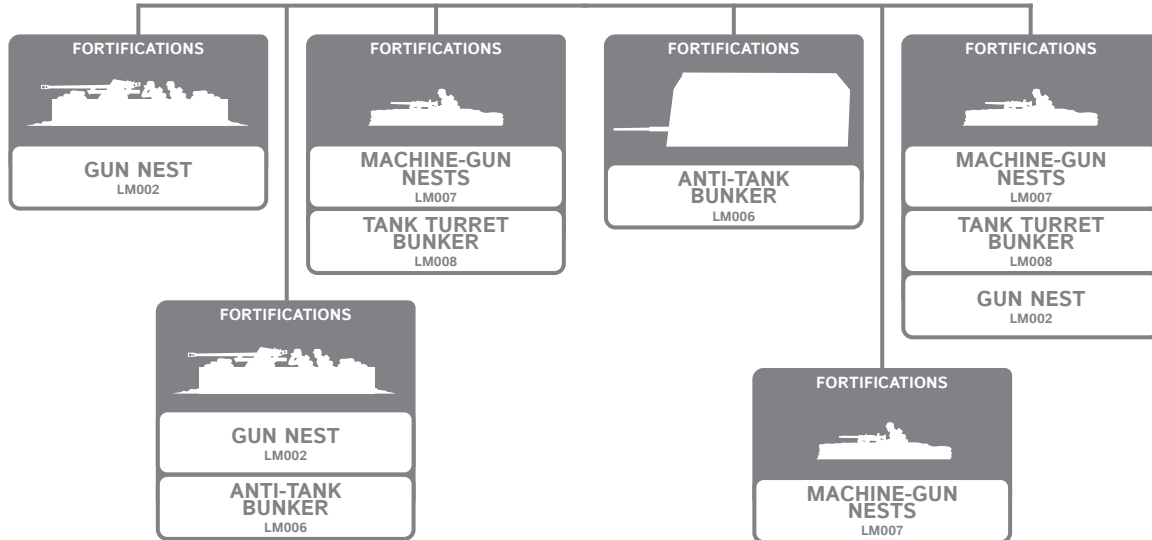 FORTIFICATIONS
GUN NEST
LM002
FORTIFICATIONS
MACHINE-GUN
NESTS
LM007
TANK TURRET
BUNKER
LM008
FORTIFICATIONS
ANTI-TANK
BUNKER
LM006
FORTIFICATIONS
MACHINE-GUN
NESTS
LM007
TANK TURRET
BUNKER
LM008
GUN NEST
LM002
FORTIFICATIONS
GUN NEST
LM002
ANTI-TANK
BUNKER
LM006
FORTIFICATIONS
MACHINE-GUN
NESTS
LM007